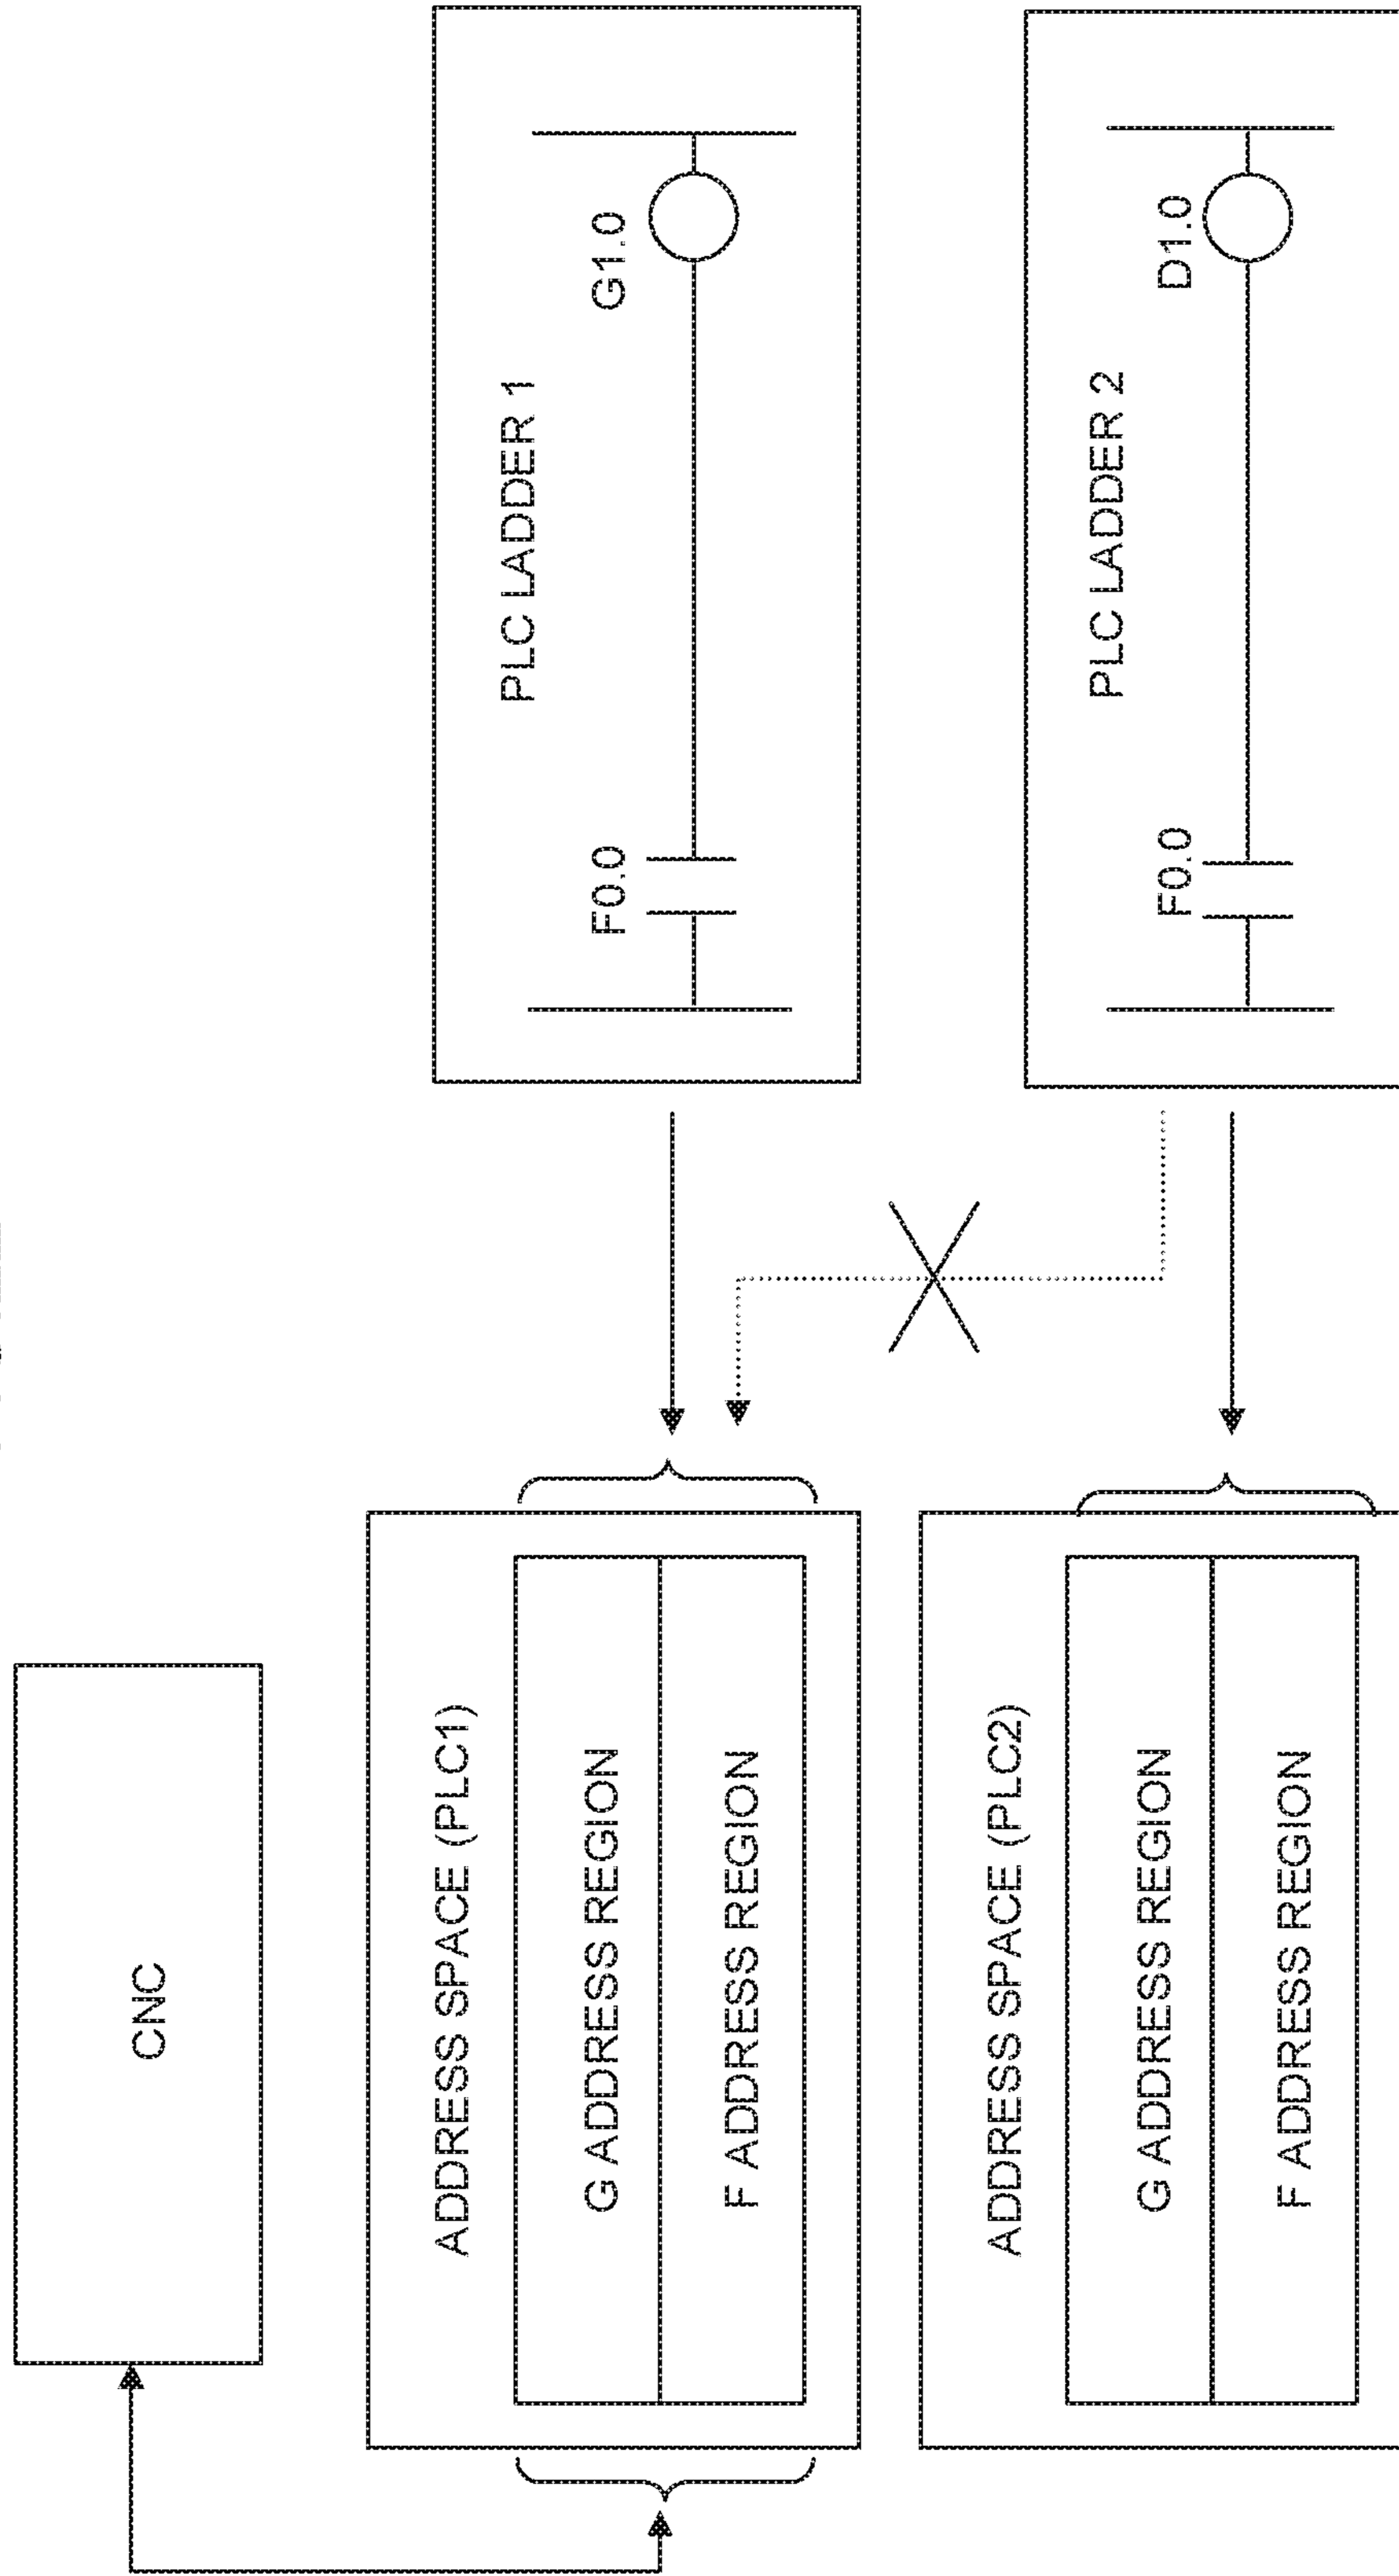 CNC
ADDRESS SPACE (PLC1)
G ADDRESS REGION
F ADDRESS REGION
PLC LADDER 1
F0.0
G1.0
ADDRESS SPACE (PLC2)
G ADDRESS REGION
F ADDRESS REGION
PLC LADDER 2
F0.0
D1.0